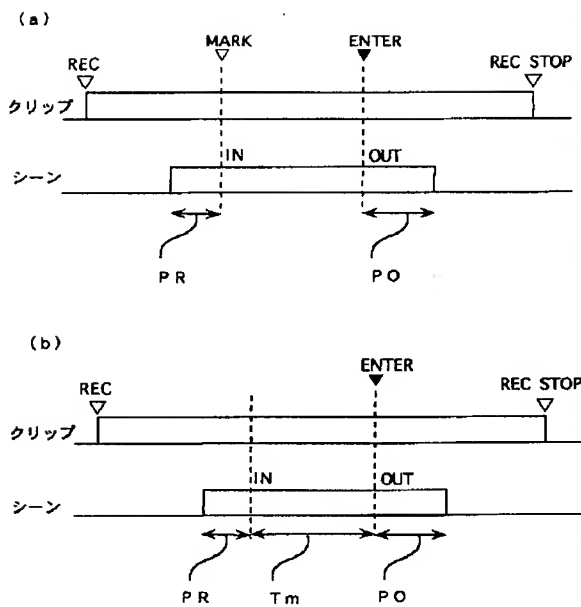 (a)
MARK ENTER
REC REC STOP
クリップ
IN OUT
シーン
PR PO
(b)
ENTER
REC REC STOP
クリップ
IN OUT
シーン
PR Tm PO